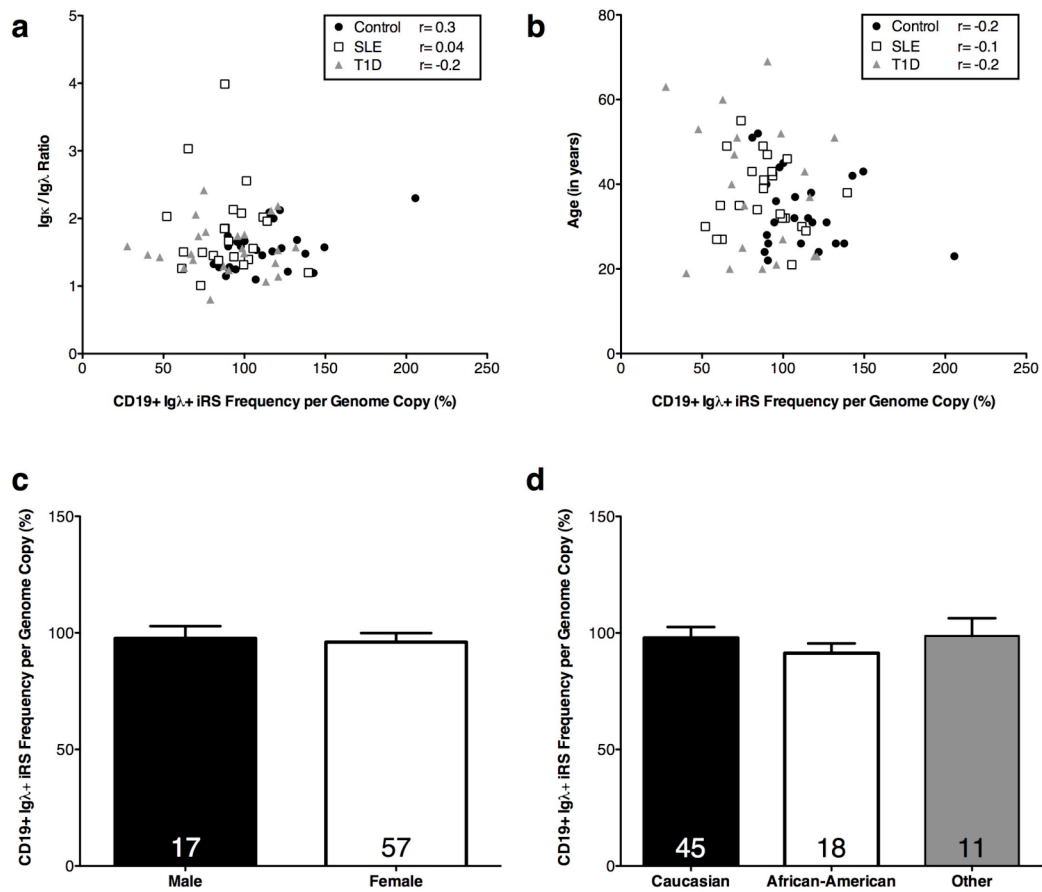 a
Control r= 0.3
SLE r= 0.04
T1D r= -0.2
5
4
3
2
1
0
Igκ / Igλ Ratio
0 50 100 150 200 250
CD19+ Igλ+ iRS Frequency per Genome Copy (%)
b
Control r= -0.2
SLE r= -0.1
T1D r= -0.2
80
60
40
20
0
Age (in years)
0 50 100 150 200 250
CD19+ Igλ+ iRS Frequency per Genome Copy (%)
c
150
100
50
0
CD19+ Igλ+ iRS Frequency per Genome Copy (%)
17 57
Male Female
d
150
100
50
0
CD19+ Igλ+ iRS Frequency per Genome Copy (%)
45 18 11
Caucasian African-American Other